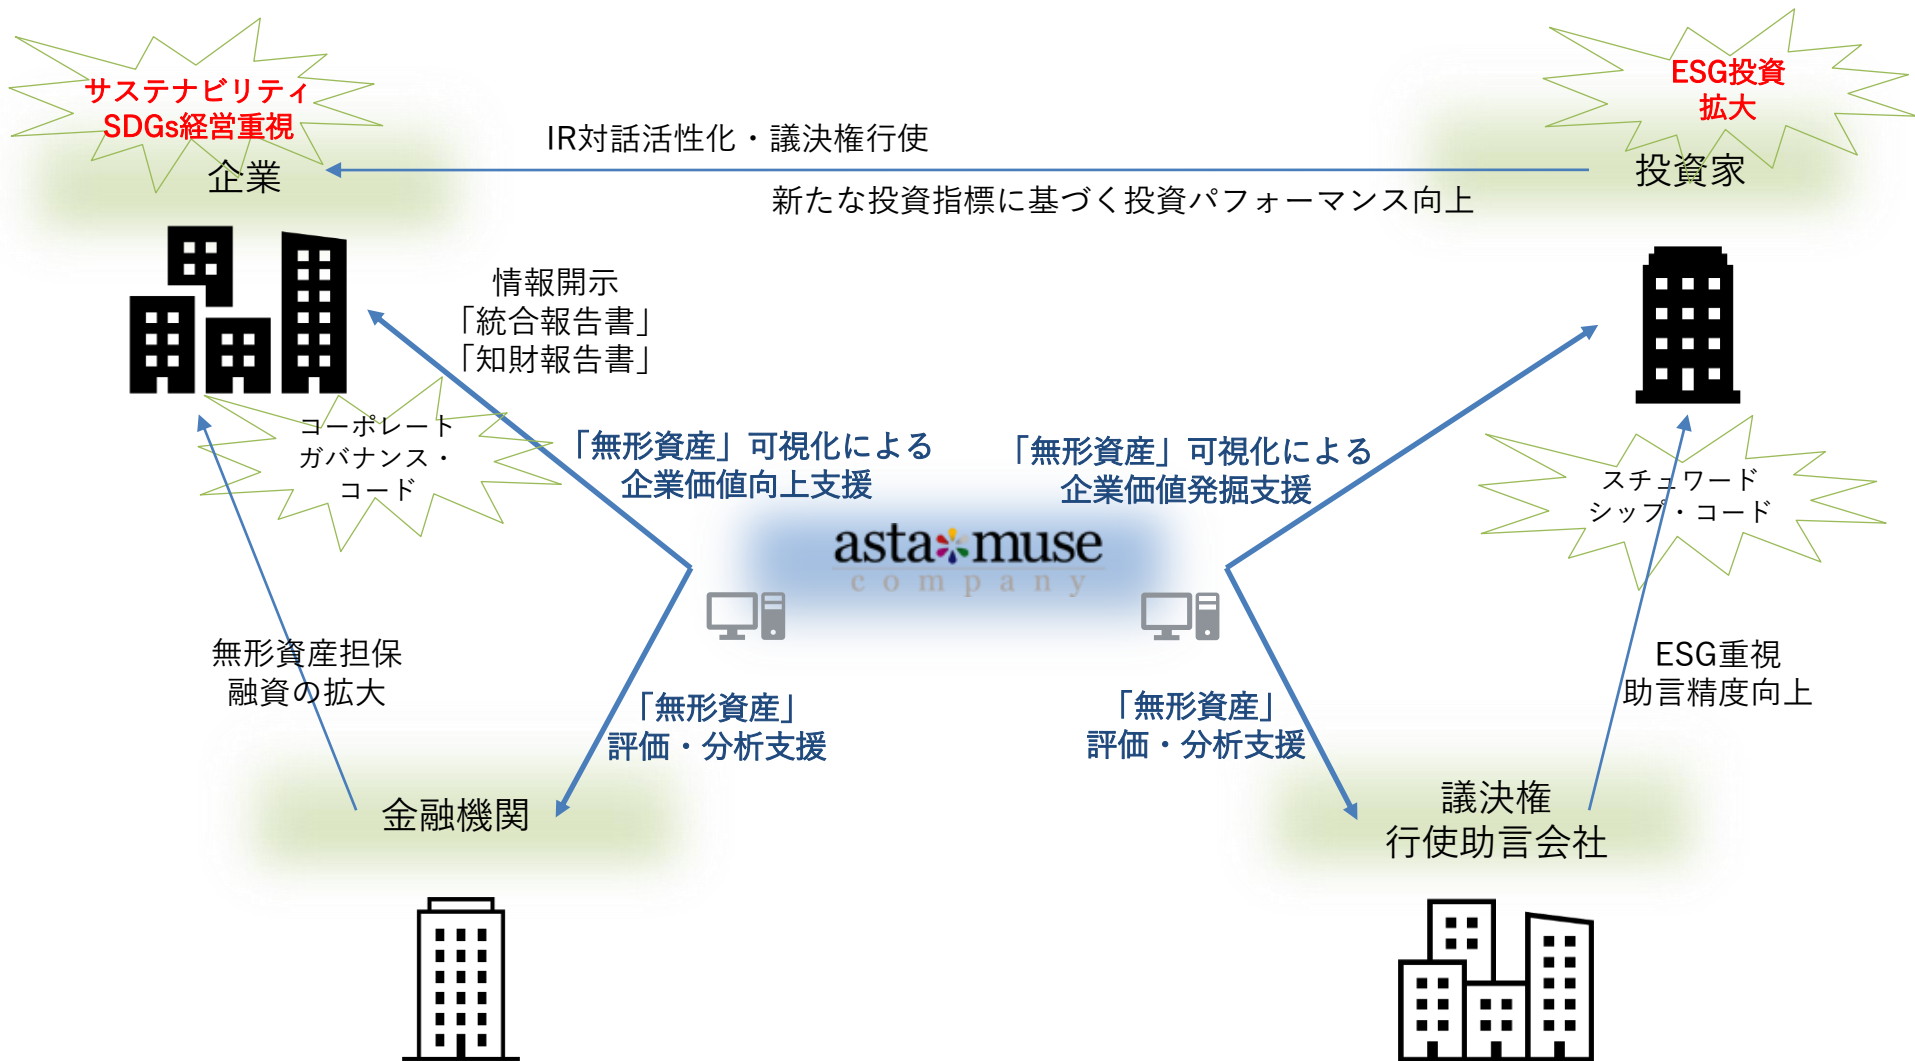 サステナビリティ
SDGs経営重視
企業
IR対話活性化・議決権行使
新たな投資指標に基づく投資パフォーマンス向上
ESG投資
拡大
投資家
情報開示
「統合報告書」
「知財報告書」
コーポレート
ガバナンス・
コード
「無形資産」可視化による
企業価値向上支援
「無形資産」可視化による
企業価値発掘支援
スチュワード
シップ・コード
asta muse
company
無形資産担保
融資の拡大
「無形資産」
評価・分析支援
「無形資産」
評価・分析支援
ESG重視
助言精度向上
金融機関
議決権
行使助言会社